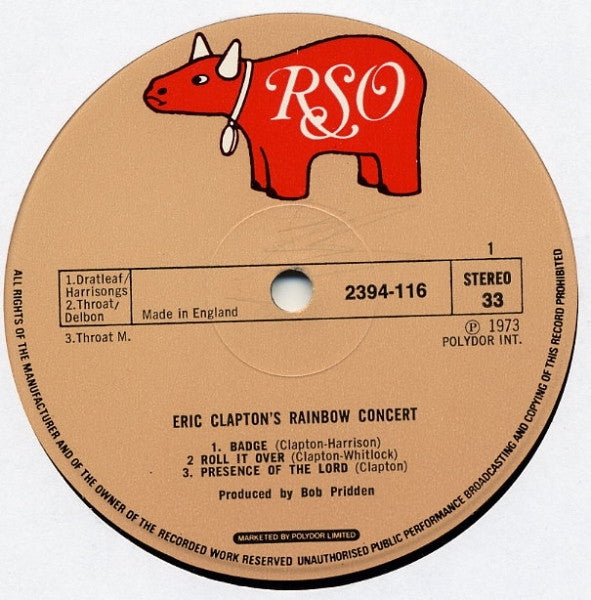 RSO
1
1.Dratleaf/
Harrisongs
2.Throat/
Delbon
3.Throat M.
Made in England
2394-116
STEREO
33
Ⓟ 1973
POLYDOR INT.
ERIC CLAPTON'S RAINBOW CONCERT
1. BADGE (Clapton-Harrison)
2 ROLL IT OVER (Clapton-Whitlock)
3. PRESENCE OF THE LORD (Clapton)
Produced by Bob Pridden
MARKETED BY POLYDOR LIMITED
ALL RIGHTS OF THE MANUFACTURER AND OF THE OWNER OF THE RECORDED WORK RESERVED UNAUTHORISED PUBLIC PERFORMANCE BROADCASTING AND COPYING OF THIS RECORD PROHIBITED